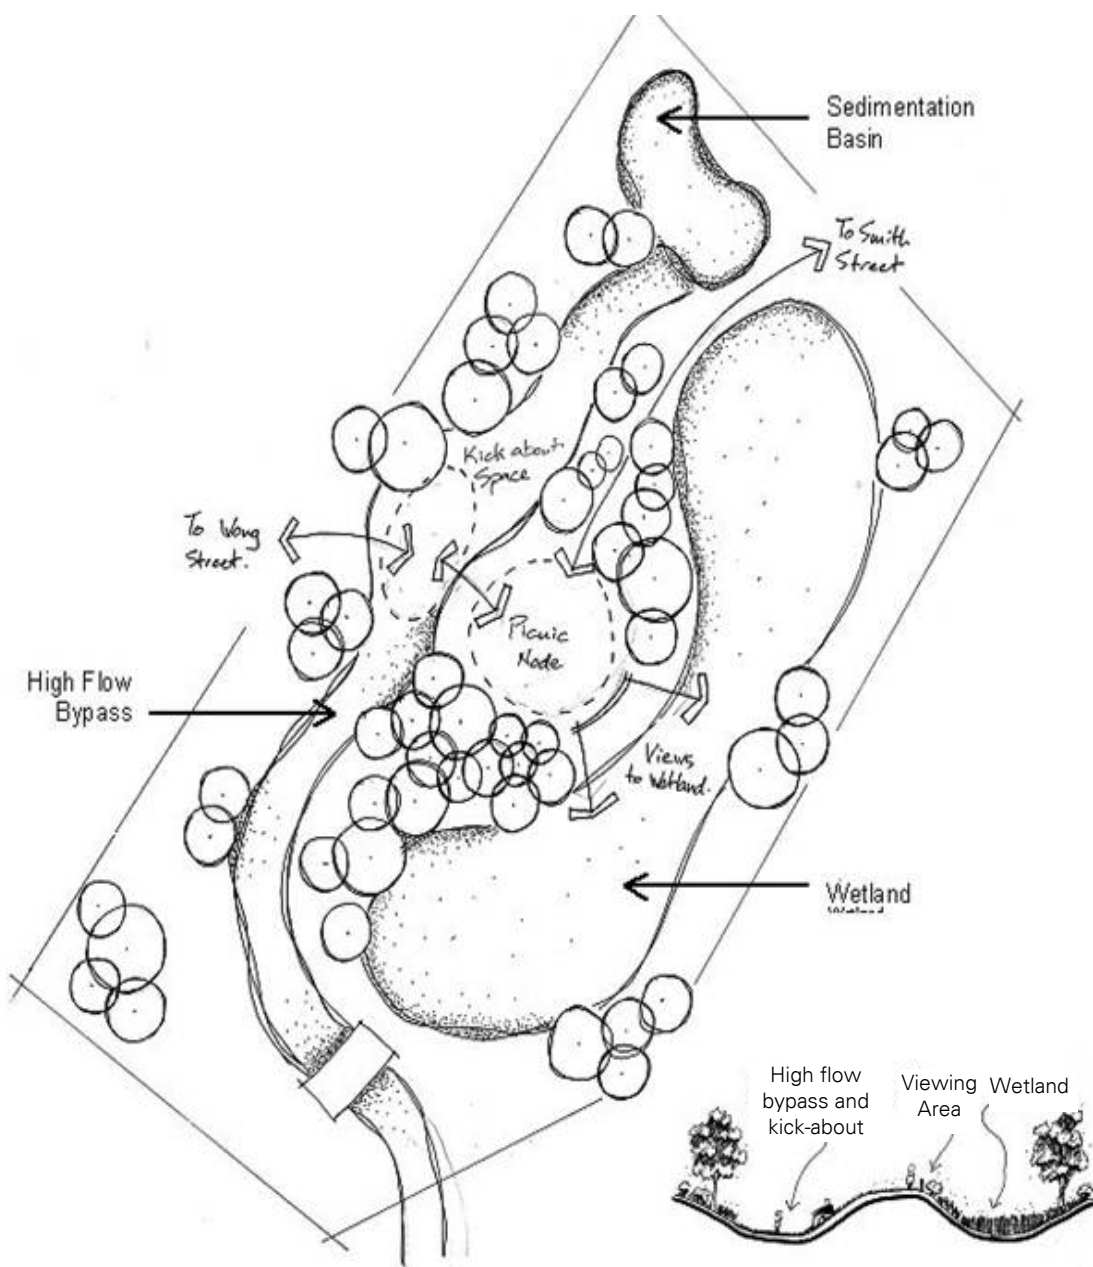 Sedimentation
Basin
To Smith
Street
Kick about
Space
To Wong
Street.
Picnic
Node
High Flow
Bypass
Views
to Wetland.
Wetland
Wetland
High flow
bypass and
kick-about
Viewing
Area
Wetland